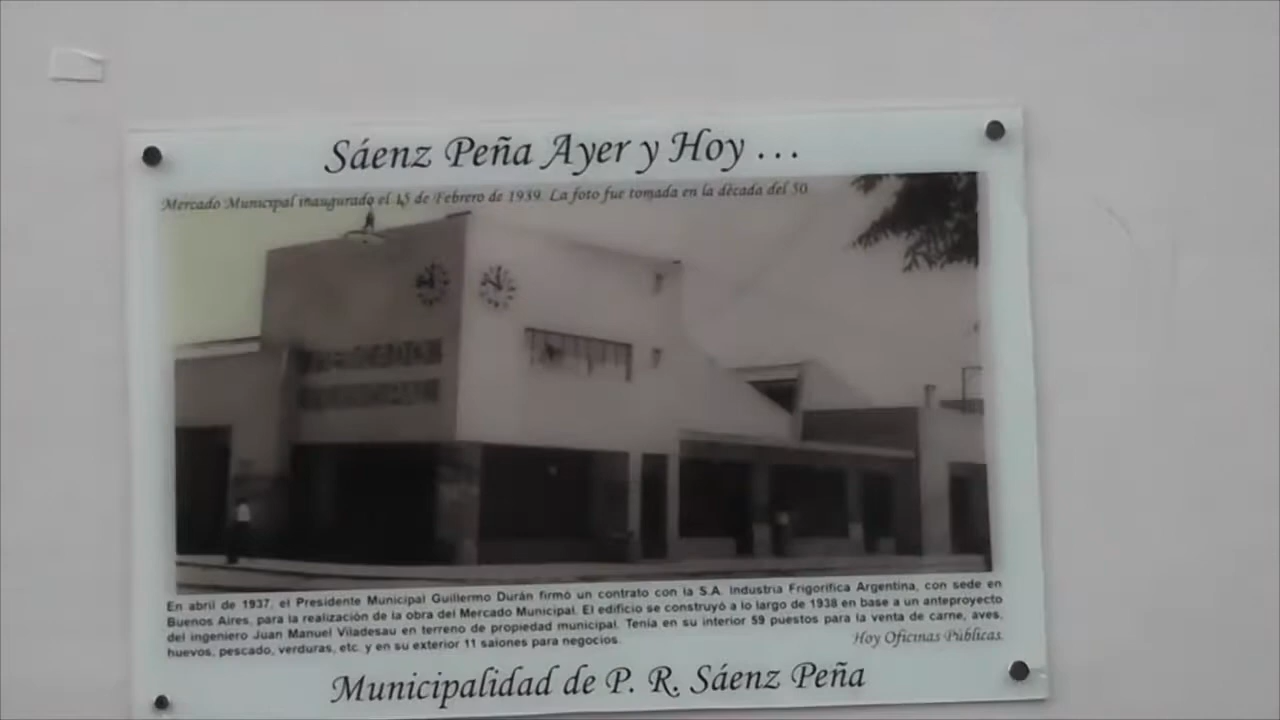 Sáenz Peña Ayer y Hoy ...
Mercado Municipal inaugurado el 15 de Febrero de 1939. La foto fue tomada en la década del 50
En abril de 1937, el Presidente Municipal Guillermo Durán firmó un contrato con la S.A. Industria Frigorífica Argentina, con sede en
Buenos Aires, para la realización de la obra del Mercado Municipal. El edificio se construyó a lo largo de 1938 en base a un anteproyecto
del ingeniero Juan Manuel Viladesau en terreno de propiedad municipal. Tenía en su interior 59 puestos para la venta de carne, aves,
huevos, pescado, verduras, etc. y en su exterior 11 salones para negocios.
Hoy Oficinas Públicas.
Municipalidad de P. R. Sáenz Peña